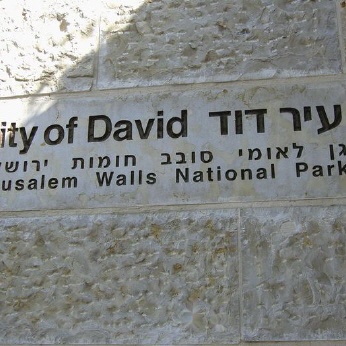 ity of David עיר דוד
גן לאומי סובב חומות ירוש
usalem Walls National Park